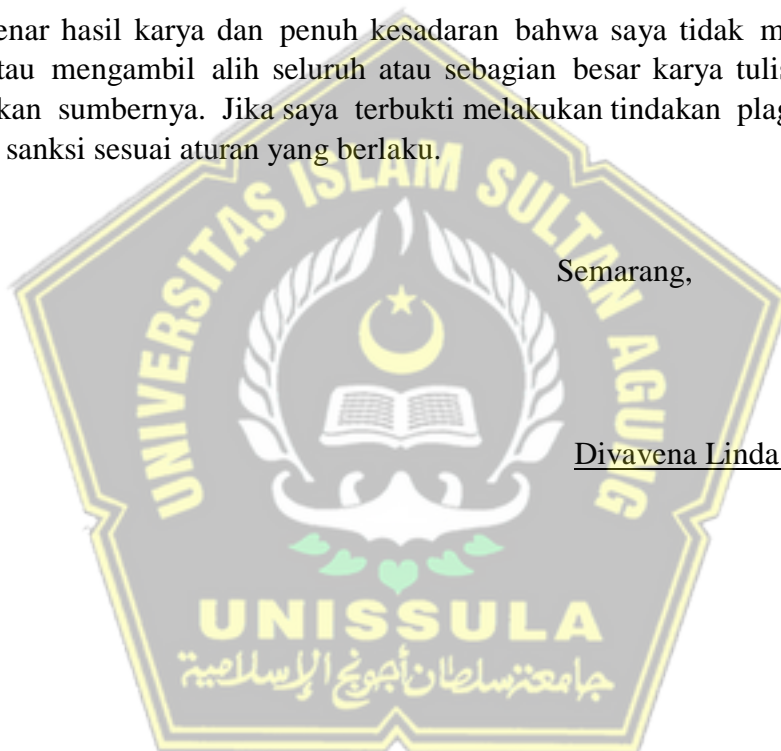 enar hasil karya dan penuh kesadaran bahwa saya tidak m
tau mengambil alih seluruh atau sebagian besar karya tulis
kan sumbernya. Jika saya terbukti melakukan tindakan plag
sanksi sesuai aturan yang berlaku.
UNIVERSITAS ISLAM SULTAN AGUNG
Semarang,
Divavena Linda
UNISSULA
جامعة سلطان أجونج الإسلامية